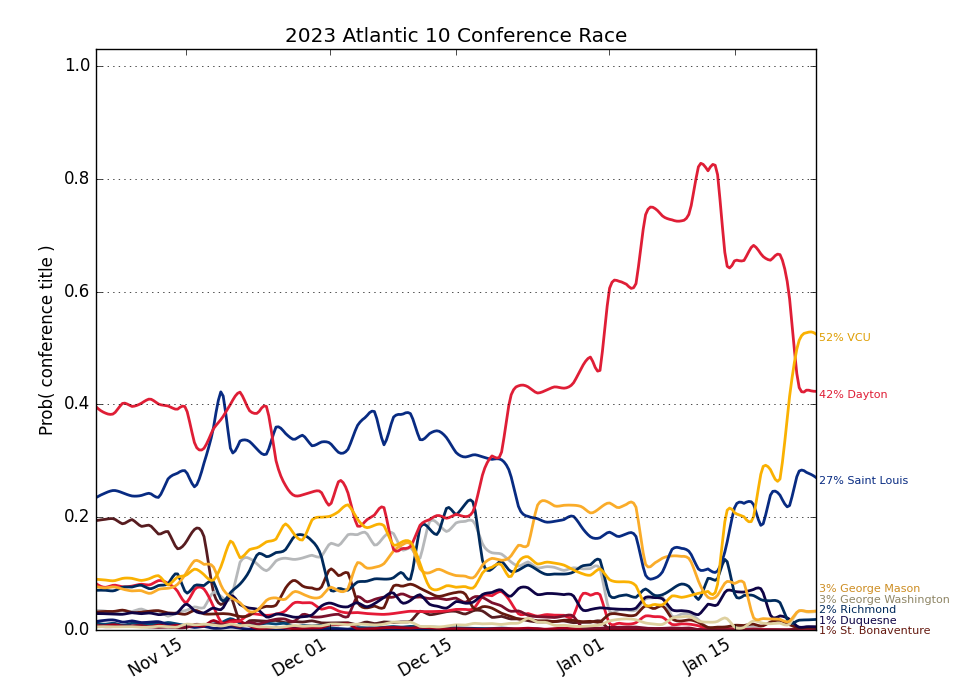 2023 Atlantic 10 Conference Race
Prob( conference title )
1.0
0.8
0.6
0.4
0.2
0.0
Nov 15
Dec 01
Dec 15
Jan 01
Jan 15
52% VCU
42% Dayton
27% Saint Louis
3% George Mason
3% George Washington
2% Richmond
1% Duquesne
1% St. Bonaventure